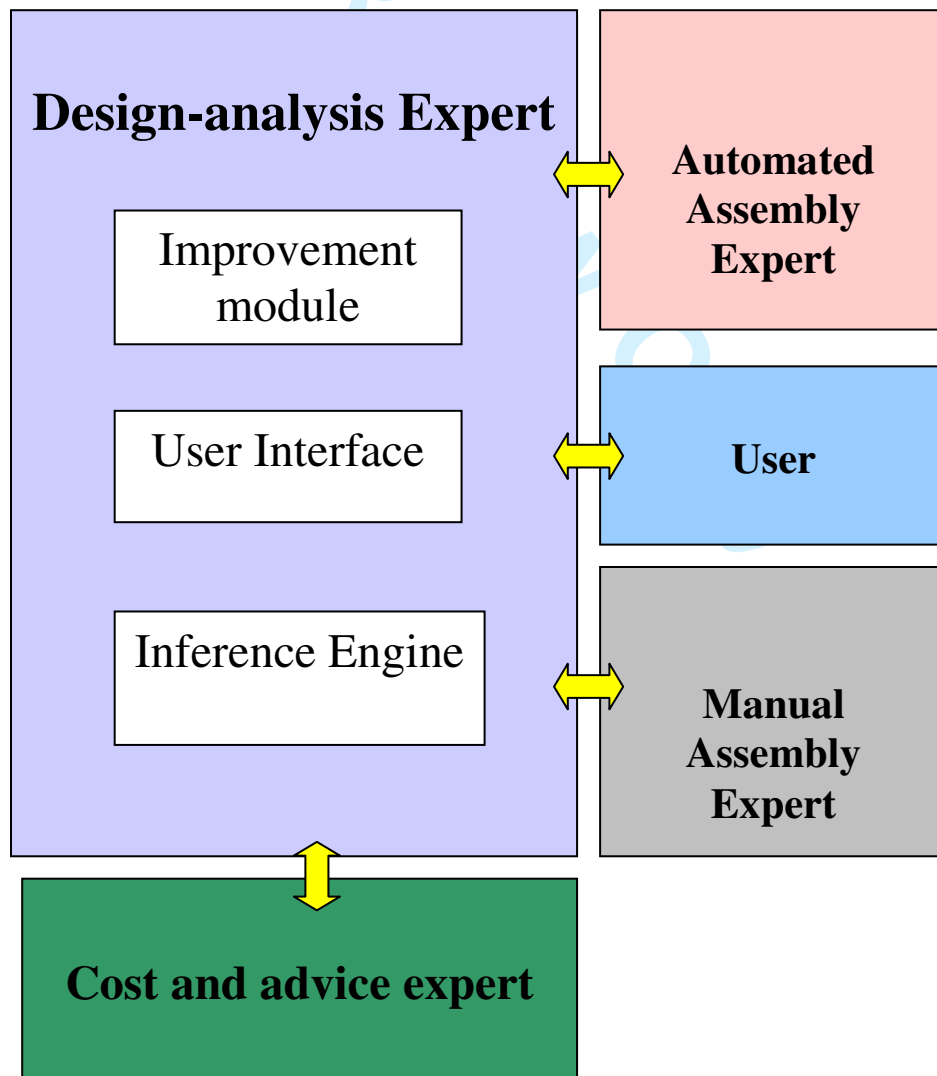 Design-analysis Expert
Improvement
module
User Interface
Inference Engine
Automated
Assembly
Expert
User
Manual
Assembly
Expert
Cost and advice expert